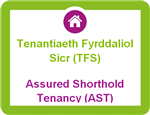 Tenantiaeth Fyrddaliol
Sicr (TFS)
Assured Shorthold
Tenancy (AST)